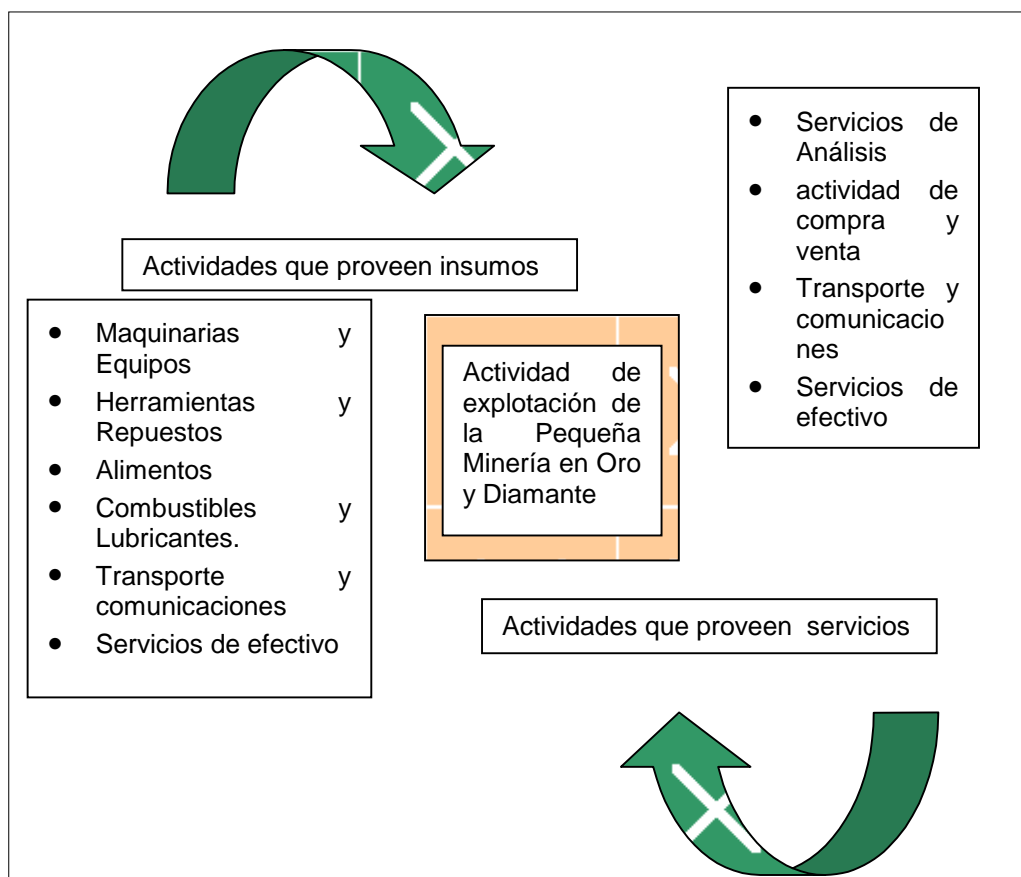 Actividades que proveen insumos
• Maquinarias y
Equipos
• Herramientas y
Repuestos
• Alimentos
• Combustibles y
Lubricantes.
• Transporte y
comunicaciones
• Servicios de efectivo
Actividad de
explotación de
la Pequeña
Minería en Oro
y Diamante
• Servicios de
Análisis
• actividad de
compra y
venta
• Transporte y
comunicacio
nes
• Servicios de
efectivo
Actividades que proveen servicios